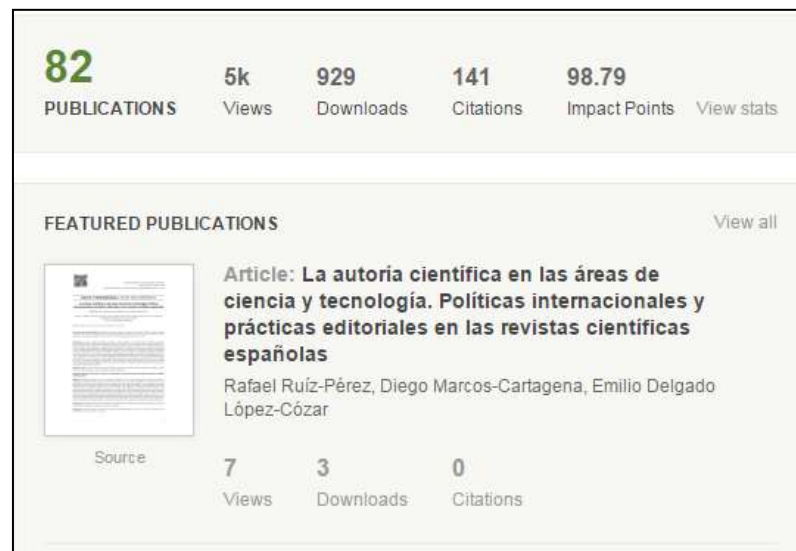 82
PUBLICATIONS
5k
Views
929
Downloads
141
Citations
98.79
Impact Points
View stats
FEATURED PUBLICATIONS
View all
Article: La autoría científica en las áreas de
ciencia y tecnología. Políticas internacionales y
prácticas editoriales en las revistas científicas
españolas
Rafael Ruíz-Pérez, Diego Marcos-Cartagena, Emilio Delgado
López-Cózar
Source
7
Views
3
Downloads
0
Citations